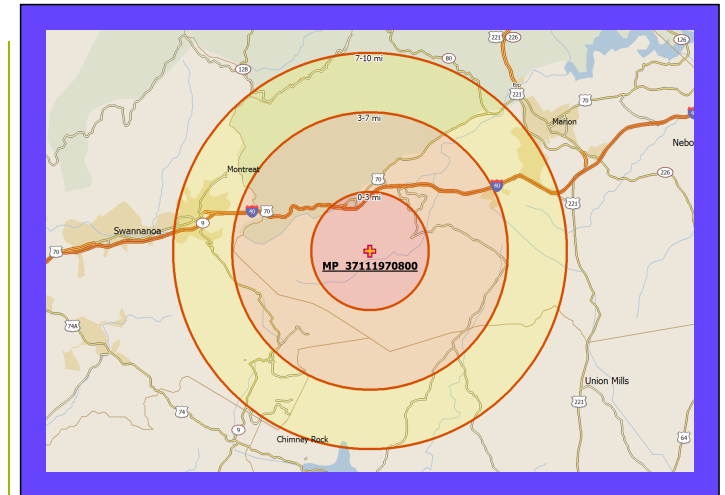 221 226
126
7-10 mi
80
128
221
70
3-7 mi
Marion
Nebo
Montreat
70
226
40
0-3 mi
221
40 70
9
Swannanoa
70
MP 37111970800
74A
Union Mills
221
74
9
Chimney Rock
64